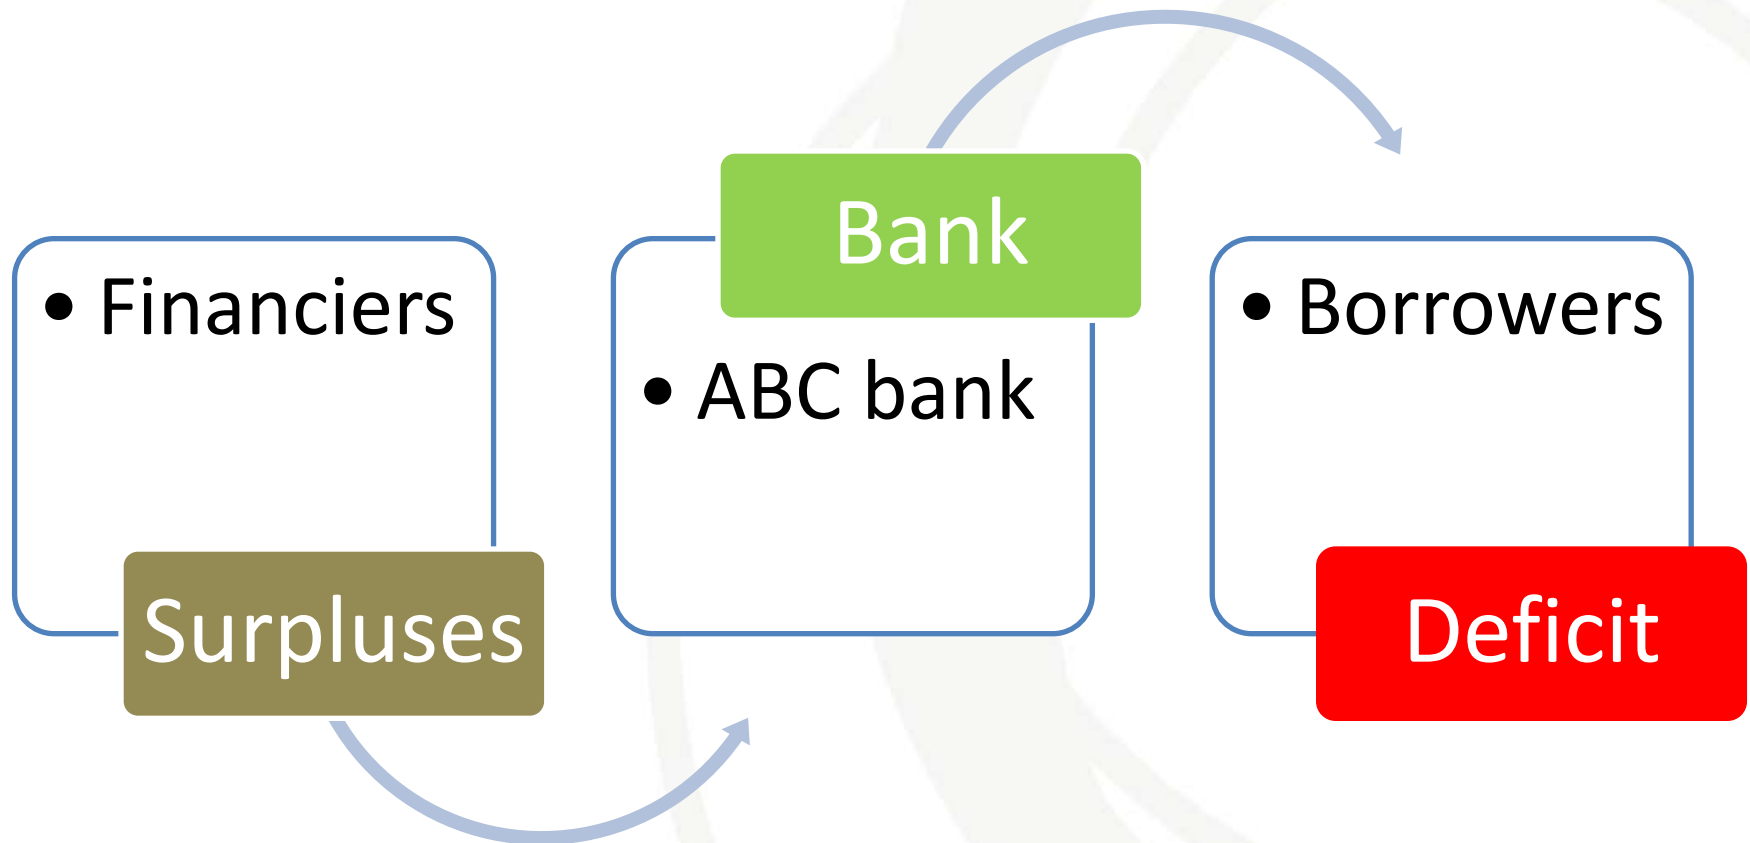 • Financiers
Surpluses
Bank
• ABC bank
• Borrowers
Deficit